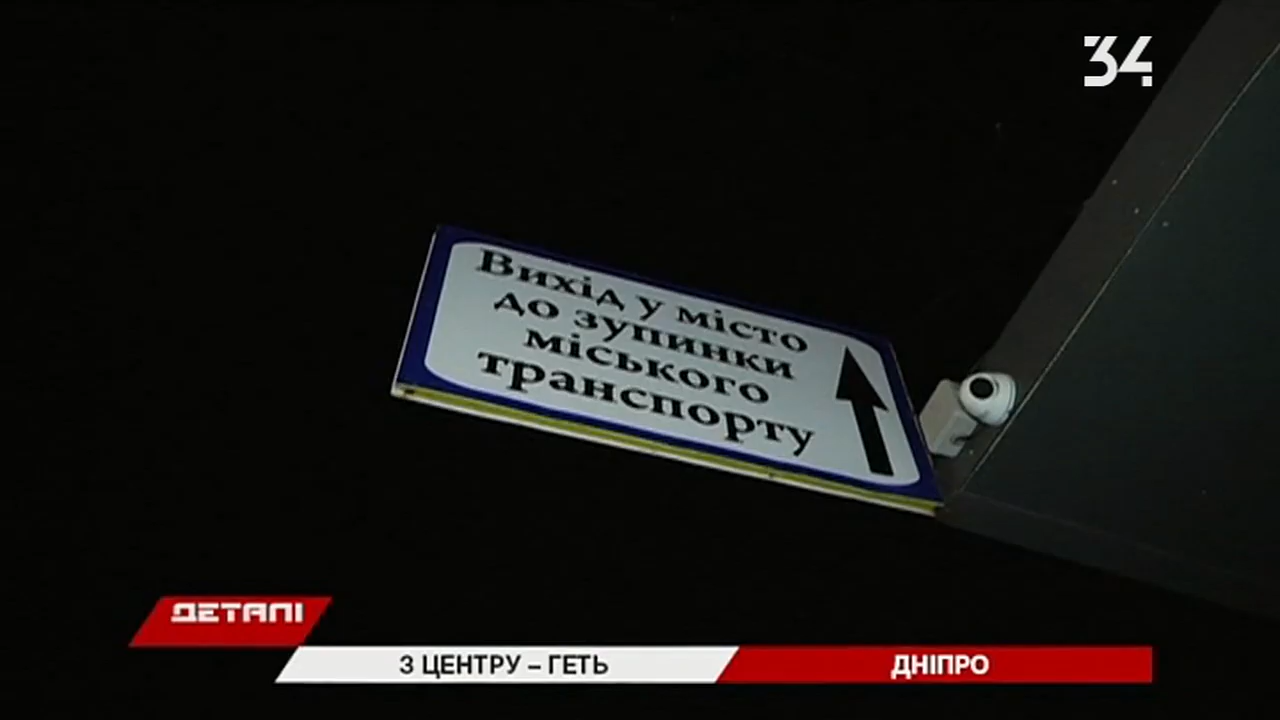 34
Вихід у місто
до зупинки
міського
транспорту
ДЕТАЛІ
З ЦЕНТРУ – ГЕТЬ
ДНІПРО